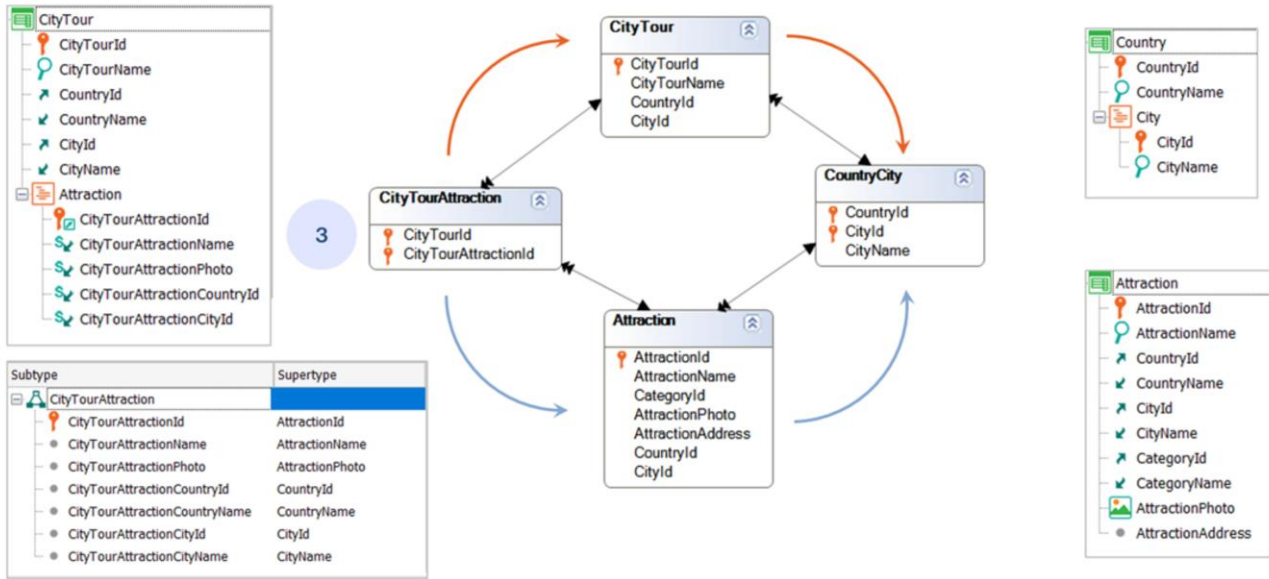 CityTour
CityTourId
CityTourName
CountryId
CountryName
CityId
CityName
Attraction
CityTourAttractionId
CityTourAttractionName
CityTourAttractionPhoto
CityTourAttractionCountryId
CityTourAttractionCityId
Subtype Supertype
CityTourAttraction
CityTourAttractionId AttractionId
CityTourAttractionName AttractionName
CityTourAttractionPhoto AttractionPhoto
CityTourAttractionCountryId CountryId
CityTourAttractionCountryName CountryName
CityTourAttractionCityId CityId
CityTourAttractionCityName CityName
3
CityTour
CityTourId
CityTourName
CountryId
CityId
CityTourAttraction
CityTourId
CityTourAttractionId
CountryCity
CountryId
CityId
CityName
Attraction
AttractionId
AttractionName
CategoryId
AttractionPhoto
AttractionAddress
CountryId
CityId
Country
CountryId
CountryName
City
CityId
CityName
Attraction
AttractionId
AttractionName
CountryId
CountryName
CityId
CityName
CategoryId
CategoryName
AttractionPhoto
AttractionAddress